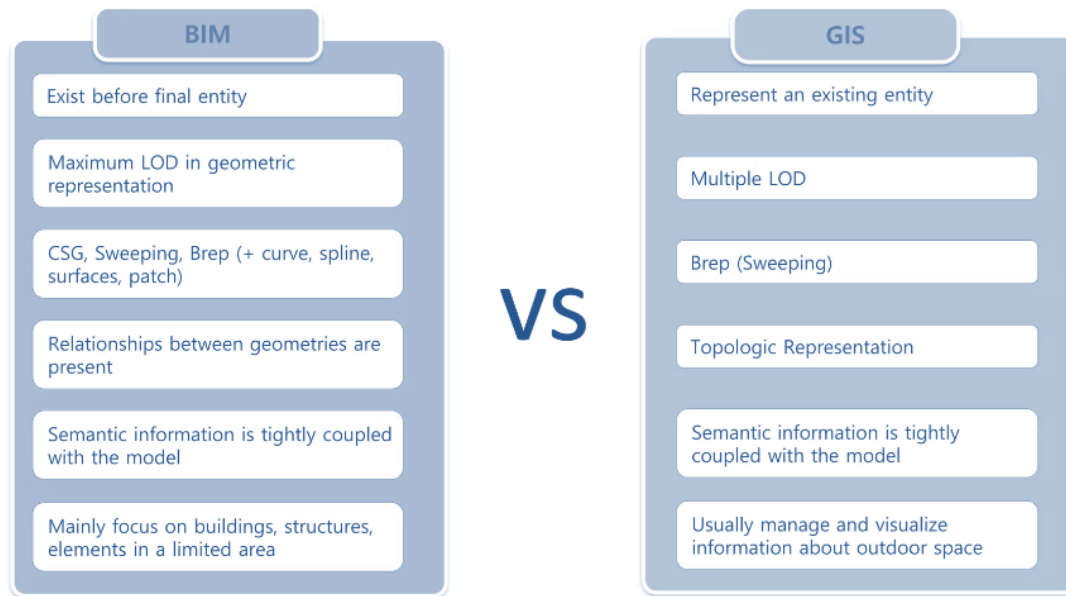 BIM
Exist before final entity
Maximum LOD in geometric
representation
CSG, Sweeping, Brep (+ curve, spline,
surfaces, patch)
Relationships between geometries are
present
Semantic information is tightly coupled
with the model
Mainly focus on buildings, structures,
elements in a limited area
VS
GIS
Represent an existing entity
Multiple LOD
Brep (Sweeping)
Topologic Representation
Semantic information is tightly
coupled with the model
Usually manage and visualize
information about outdoor space